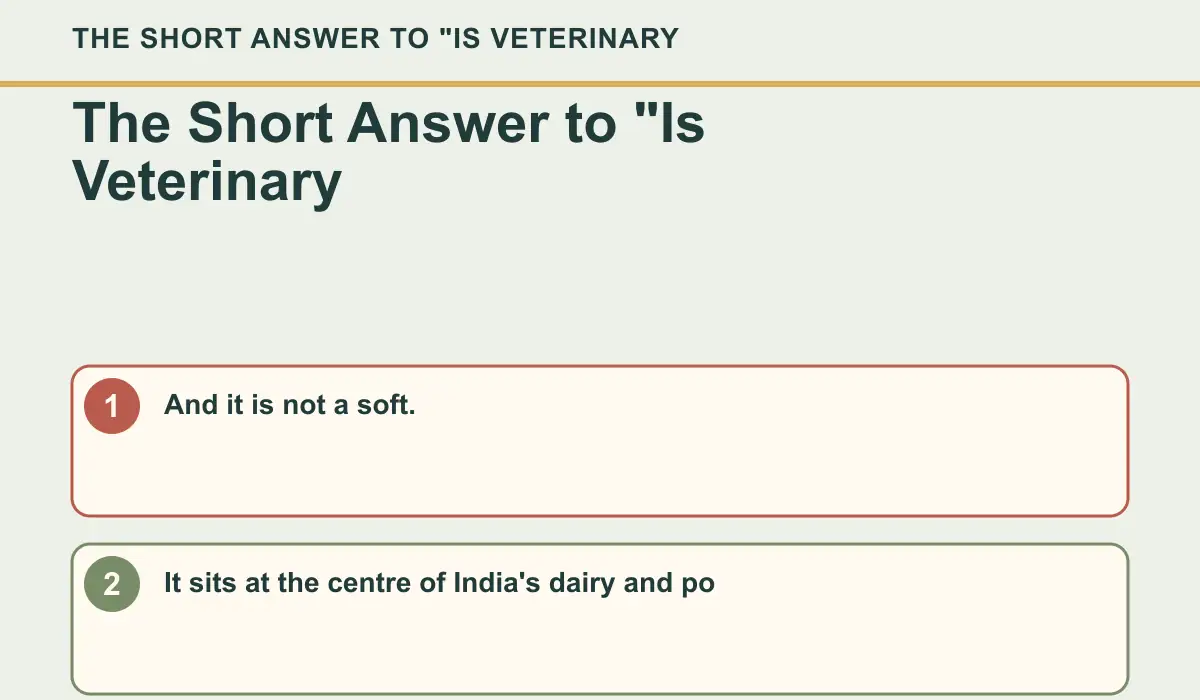 THE SHORT ANSWER TO "IS VETERINARY
The Short Answer to "Is
Veterinary
1 And it is not a soft.
2 It sits at the centre of India's dairy and po